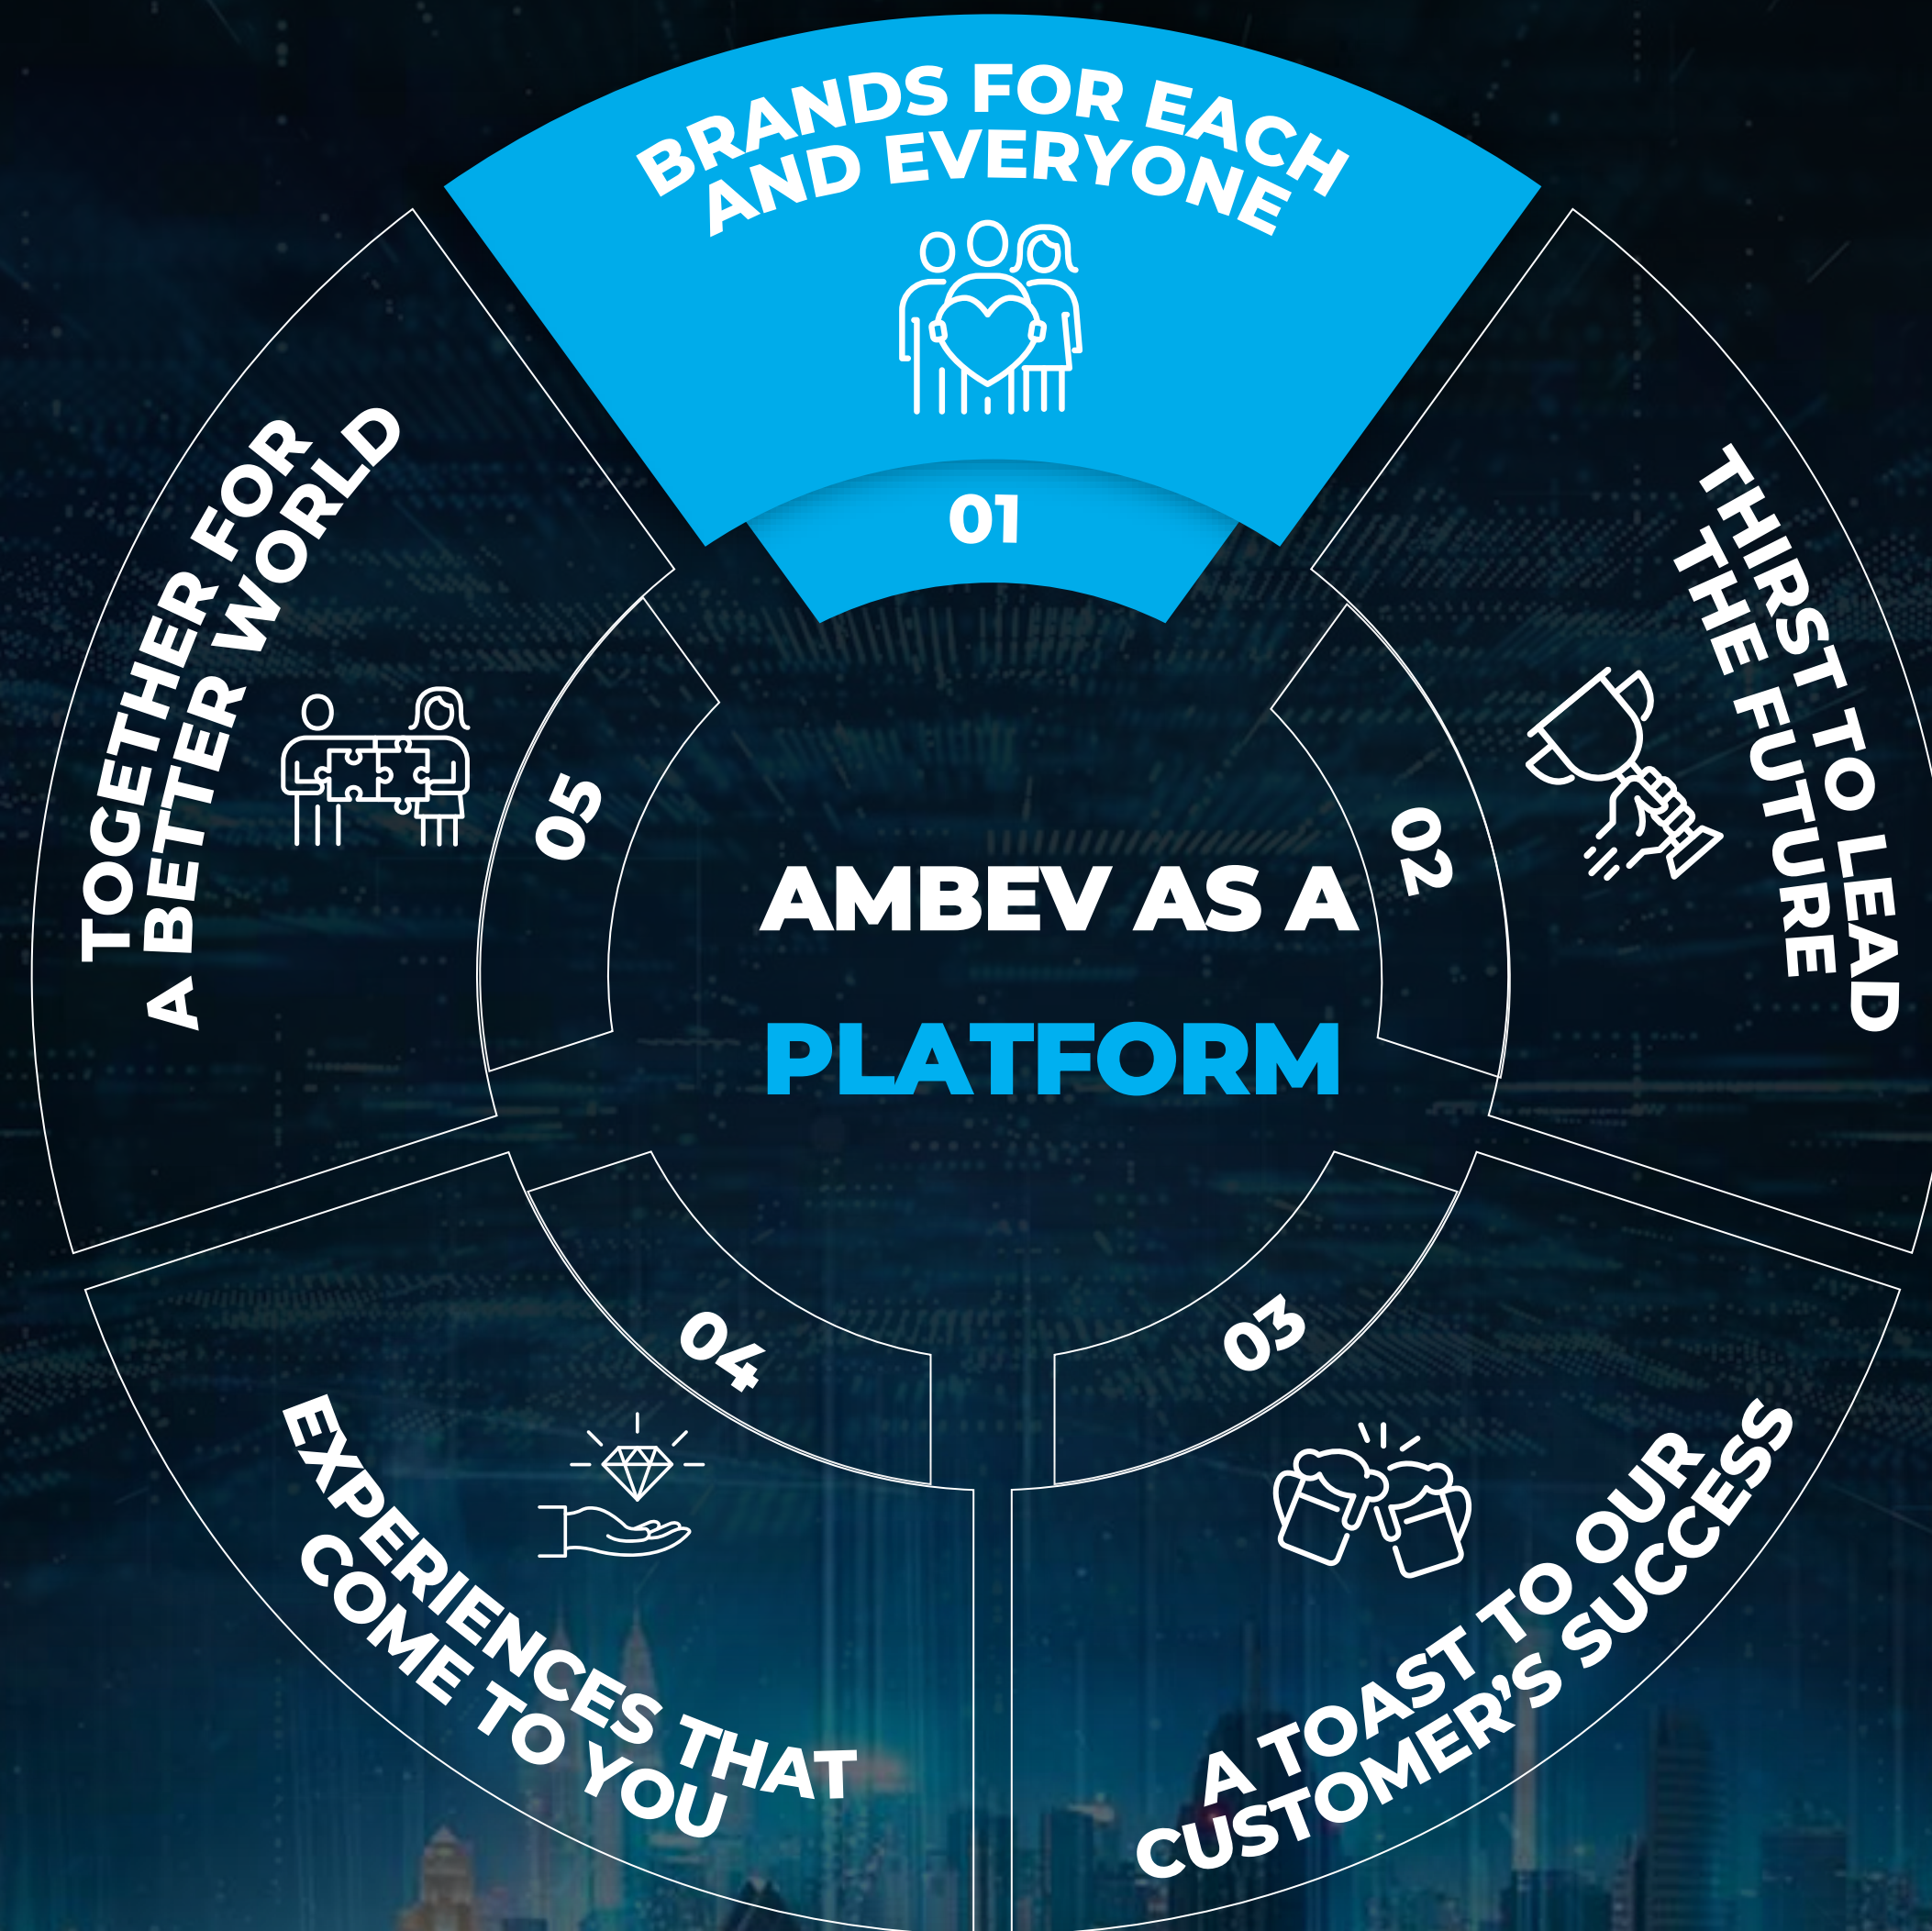 BRANDS FOR EACH
AND EVERYONE
01
THIRST TO LEAD
THE FUTURE
02
A TOAST TO OUR
CUSTOMER’S SUCCESS
03
EXPERIENCES THAT
COME TO YOU
04
TOGETHER FOR
A BETTER WORLD
05
AMBEV AS A
PLATFORM